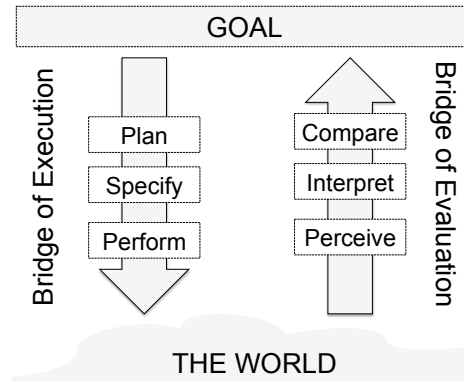 GOAL
Bridge of Execution
Plan
Specify
Perform
Compare
Interpret
Perceive
Bridge of Evaluation
THE WORLD